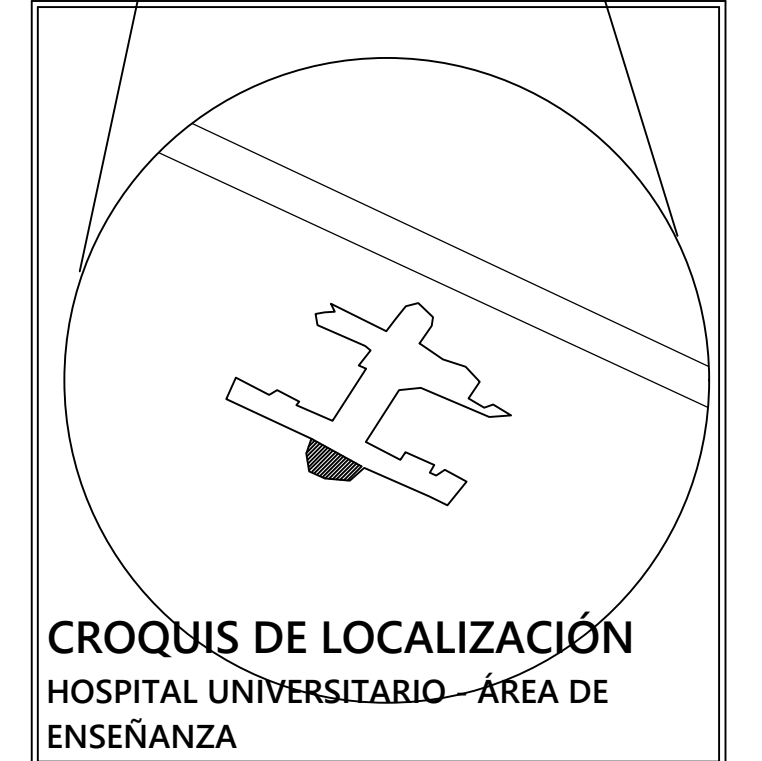 CROQUIS DE LOCALIZACIÓN
HOSPITAL UNIVERSITARIO - ÁREA DE
ENSEÑANZA